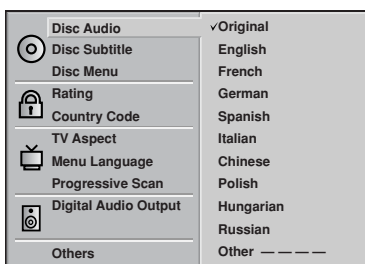 Disc Audio
Disc Subtitle
Disc Menu
Rating
Country Code
TV Aspect
Menu Language
Progressive Scan
Digital Audio Output
Others
✓Original
English
French
German
Spanish
Italian
Chinese
Polish
Hungarian
Russian
Other — — — —